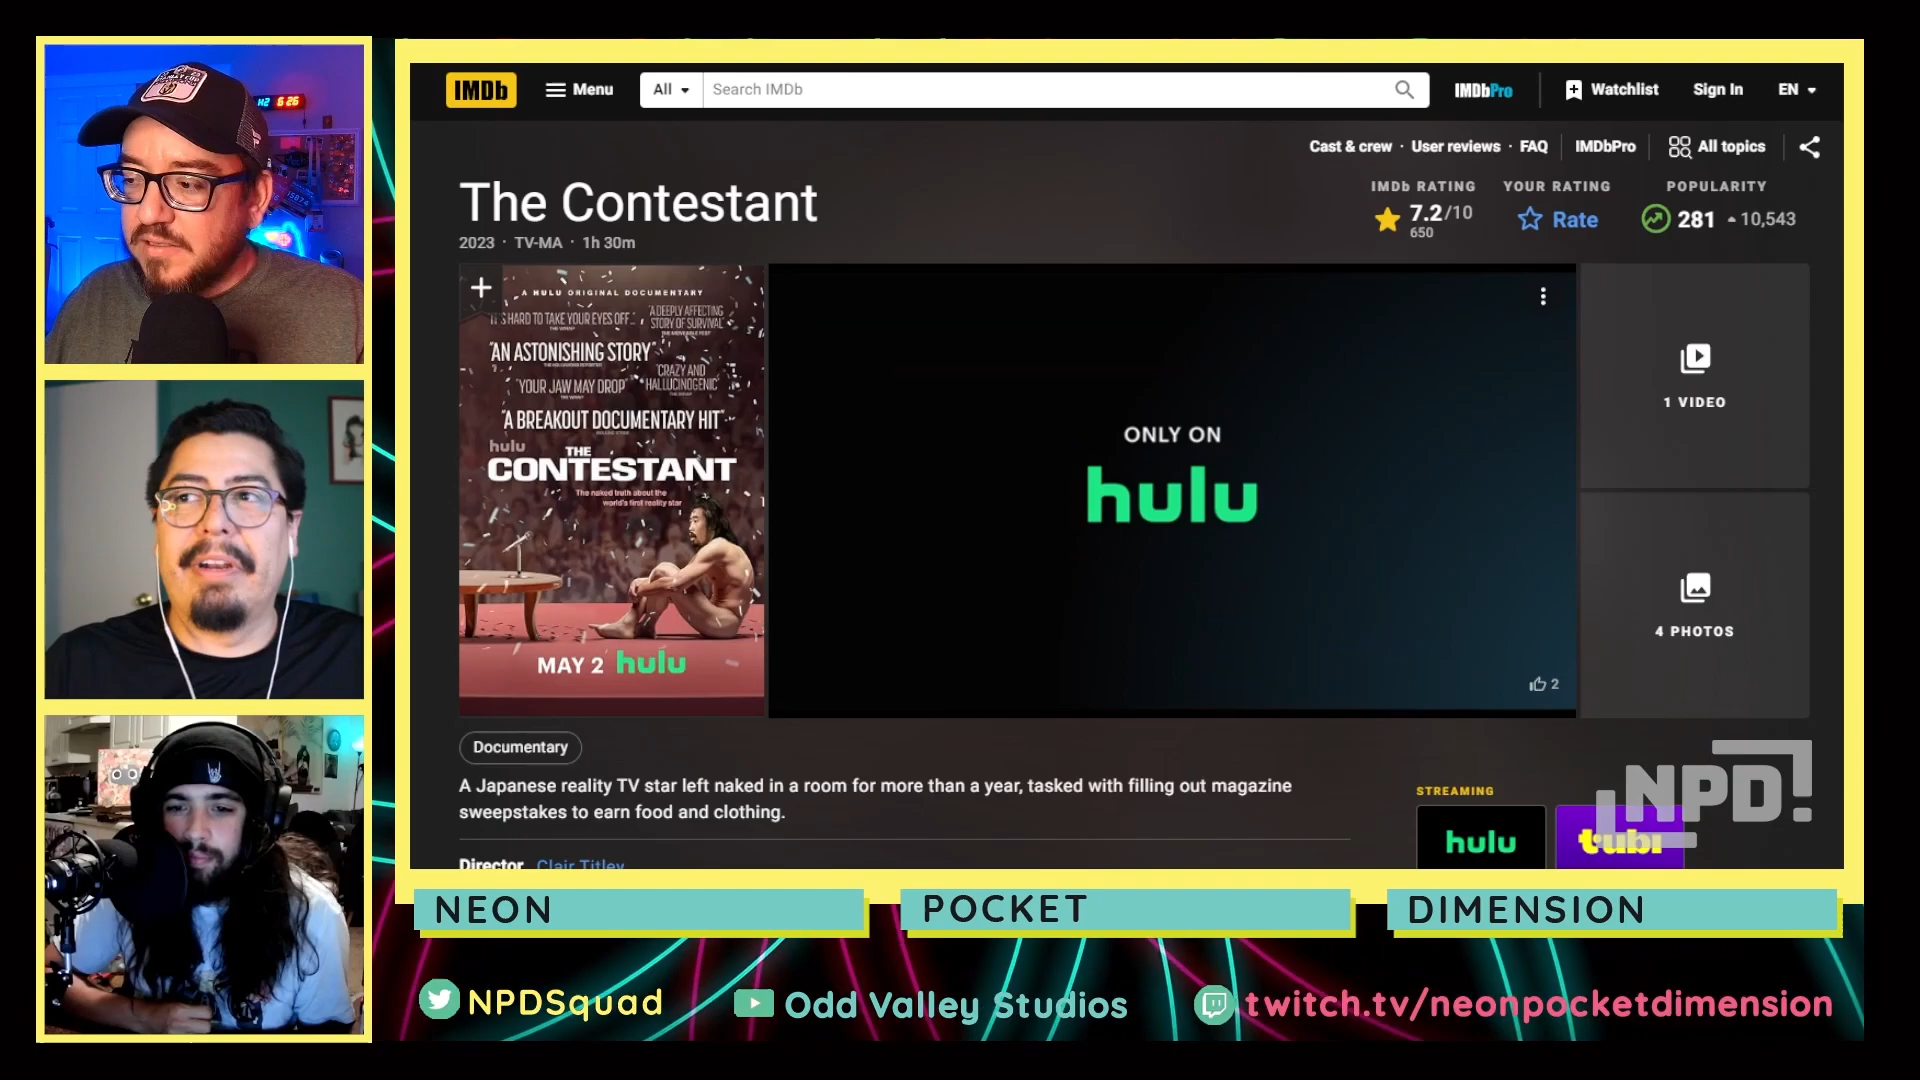 IMDb
Menu
All
Search IMDb
IMDbPro
Watchlist
Sign In
EN
Cast & crew · User reviews · FAQ
IMDbPro
All topics
The Contestant
2023 · TV-MA · 1h 30m
IMDb RATING
7.2/10
650
YOUR RATING
Rate
POPULARITY
281
10,543
A HULU ORIGINAL DOCUMENTARY
"IT'S HARD TO TAKE YOUR EYES OFF..."
"A DEEPLY AFFECTING
STORY OF SURVIVAL"
"AN ASTONISHING STORY"
"YOUR JAW MAY DROP"
"CRAZY AND
HALLUCINOGENIC"
"A BREAKOUT DOCUMENTARY HIT"
hulu
THE
CONTESTANT
The naked truth about the
world's first reality star
MAY 2 hulu
ONLY ON
hulu
2
1 VIDEO
4 PHOTOS
Documentary
A Japanese reality TV star left naked in a room for more than a year, tasked with filling out magazine
sweepstakes to earn food and clothing.
Director Clair Titley
STREAMING
hulu
tubi
NPD!
6 26
NEON
POCKET
DIMENSION
NPDSquad
Odd Valley Studios
twitch.tv/neonpocketdimension